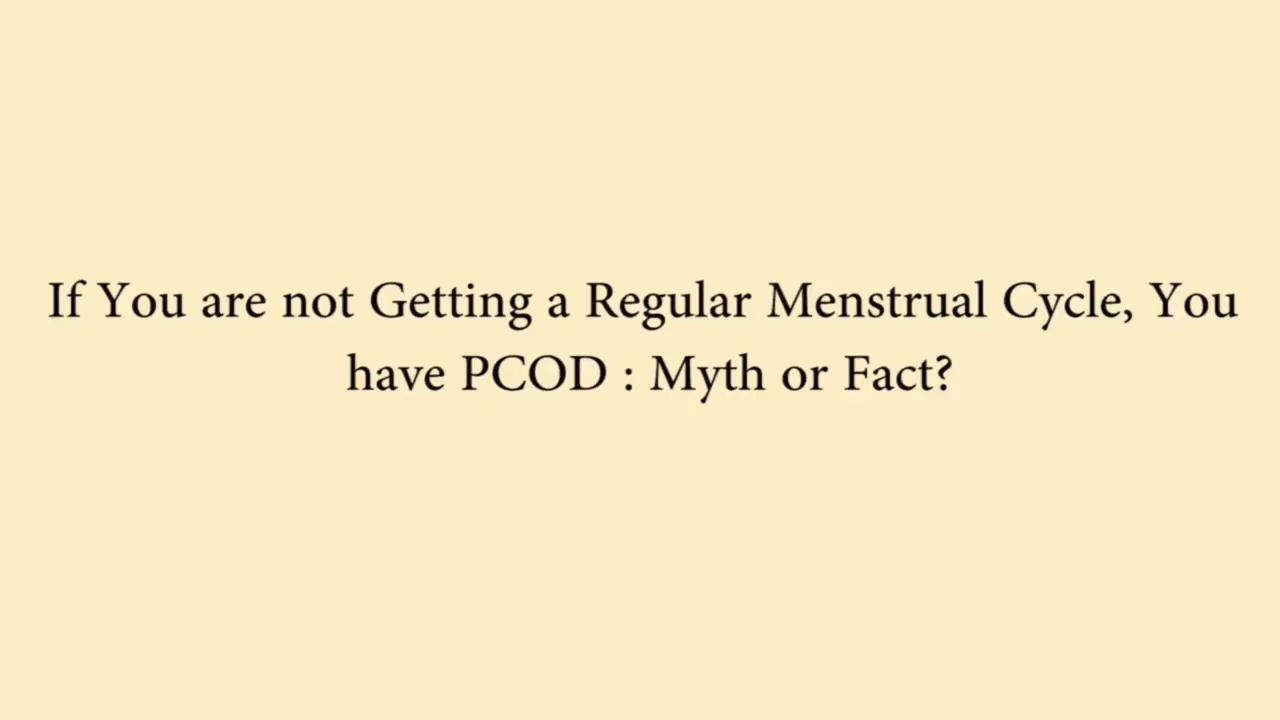 If You are not Getting a Regular Menstrual Cycle, You
have PCOD : Myth or Fact?